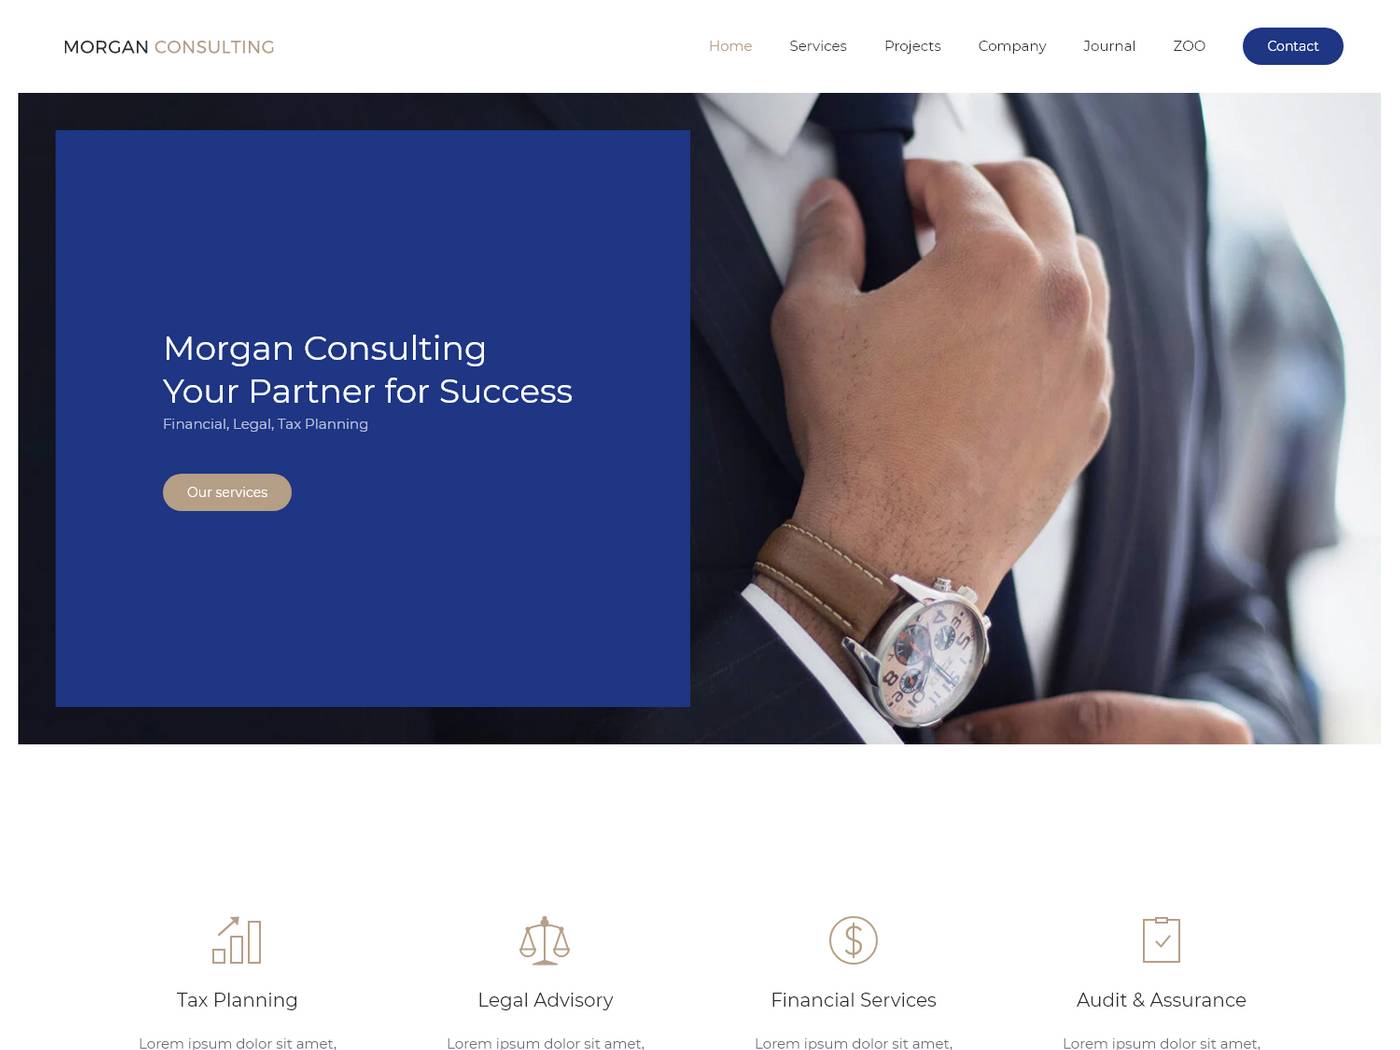 MORGAN CONSULTING
Home Services Projects Company Journal ZOO Contact
Morgan Consulting
Your Partner for Success
Financial, Legal, Tax Planning
Our services
Tax Planning Legal Advisory Financial Services Audit & Assurance
Lorem ipsum dolor sit amet, Lorem ipsum dolor sit amet, Lorem ipsum dolor sit amet, Lorem ipsum dolor sit amet,